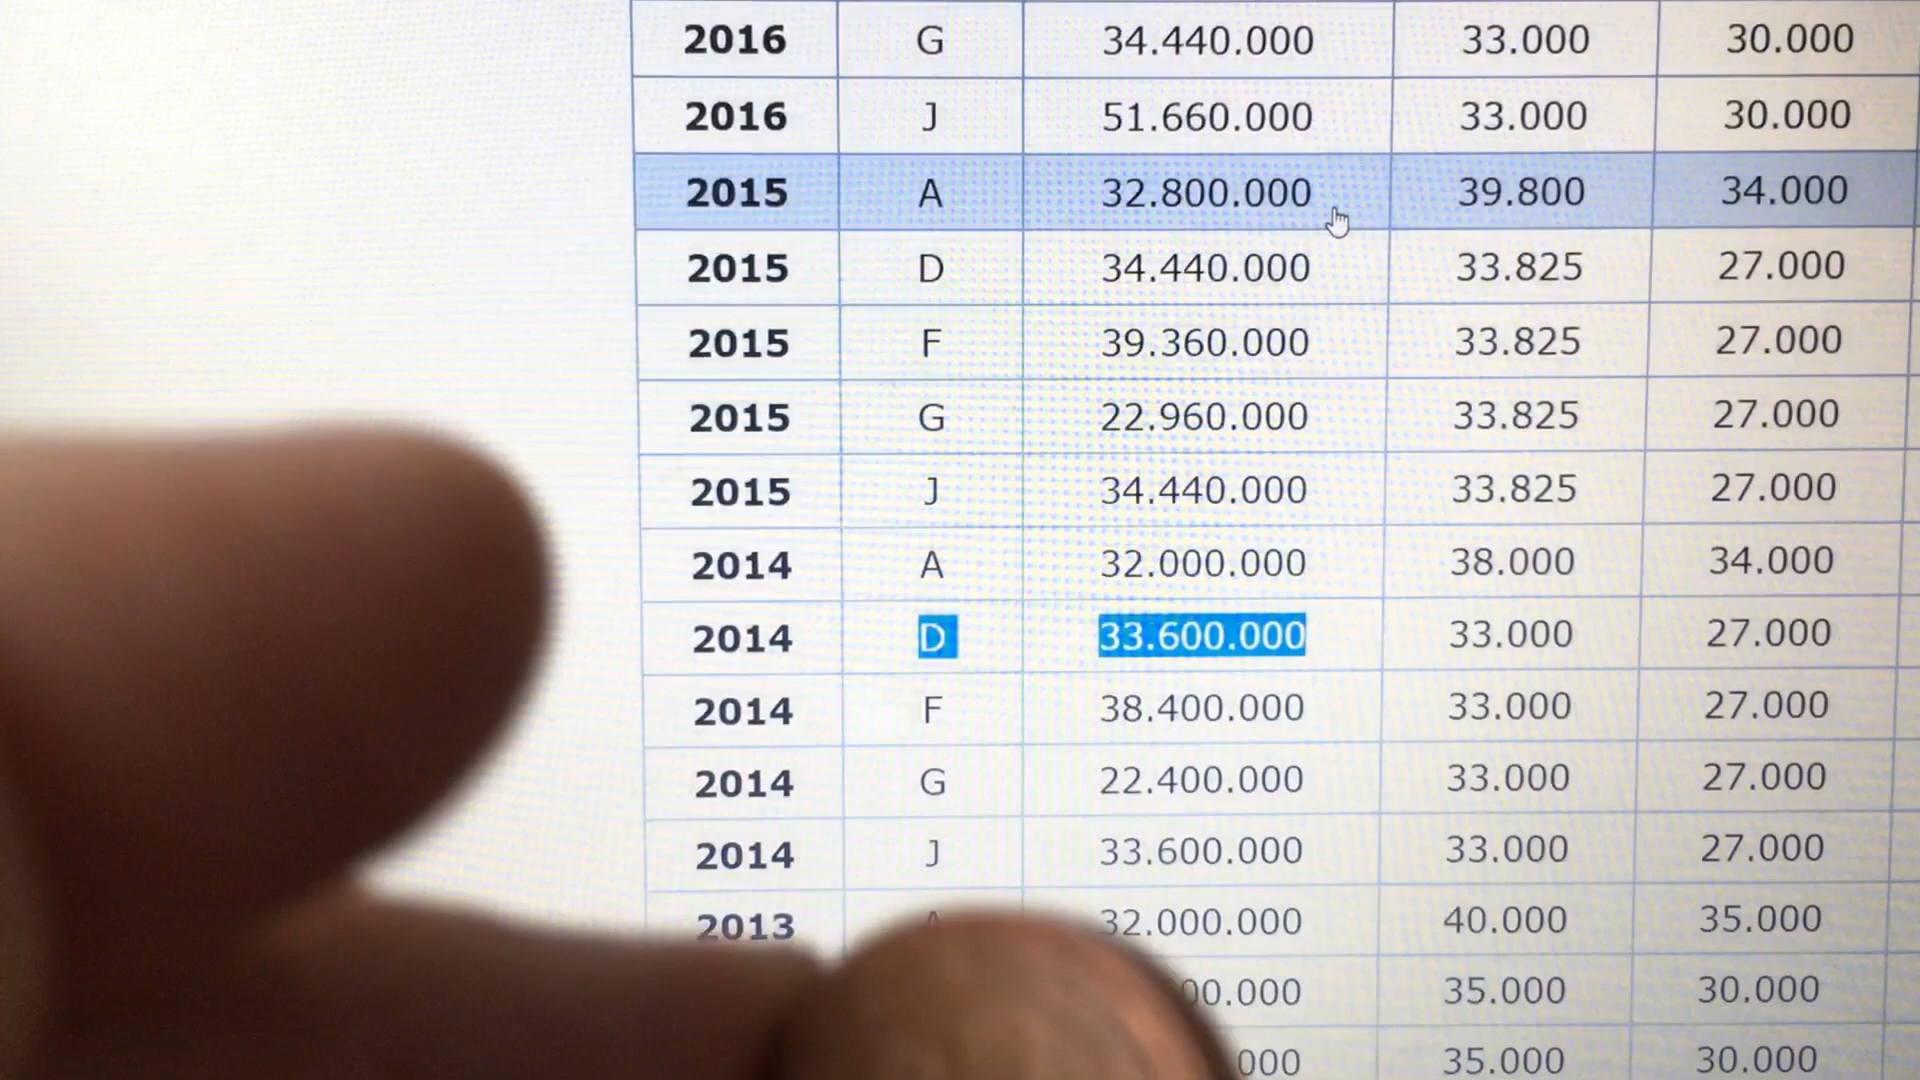 2016 G 34.440.000 33.000 30.000
2016 J 51.660.000 33.000 30.000
2015 A 32.800.000 39.800 34.000
2015 D 34.440.000 33.825 27.000
2015 F 39.360.000 33.825 27.000
2015 G 22.960.000 33.825 27.000
2015 J 34.440.000 33.825 27.000
2014 A 32.000.000 38.000 34.000
2014 D 33.600.000 33.000 27.000
2014 F 38.400.000 33.000 27.000
2014 G 22.400.000 33.000 27.000
2014 J 33.600.000 33.000 27.000
2013 A 32.000.000 40.000 35.000
35.000 30.000
35.000 30.000